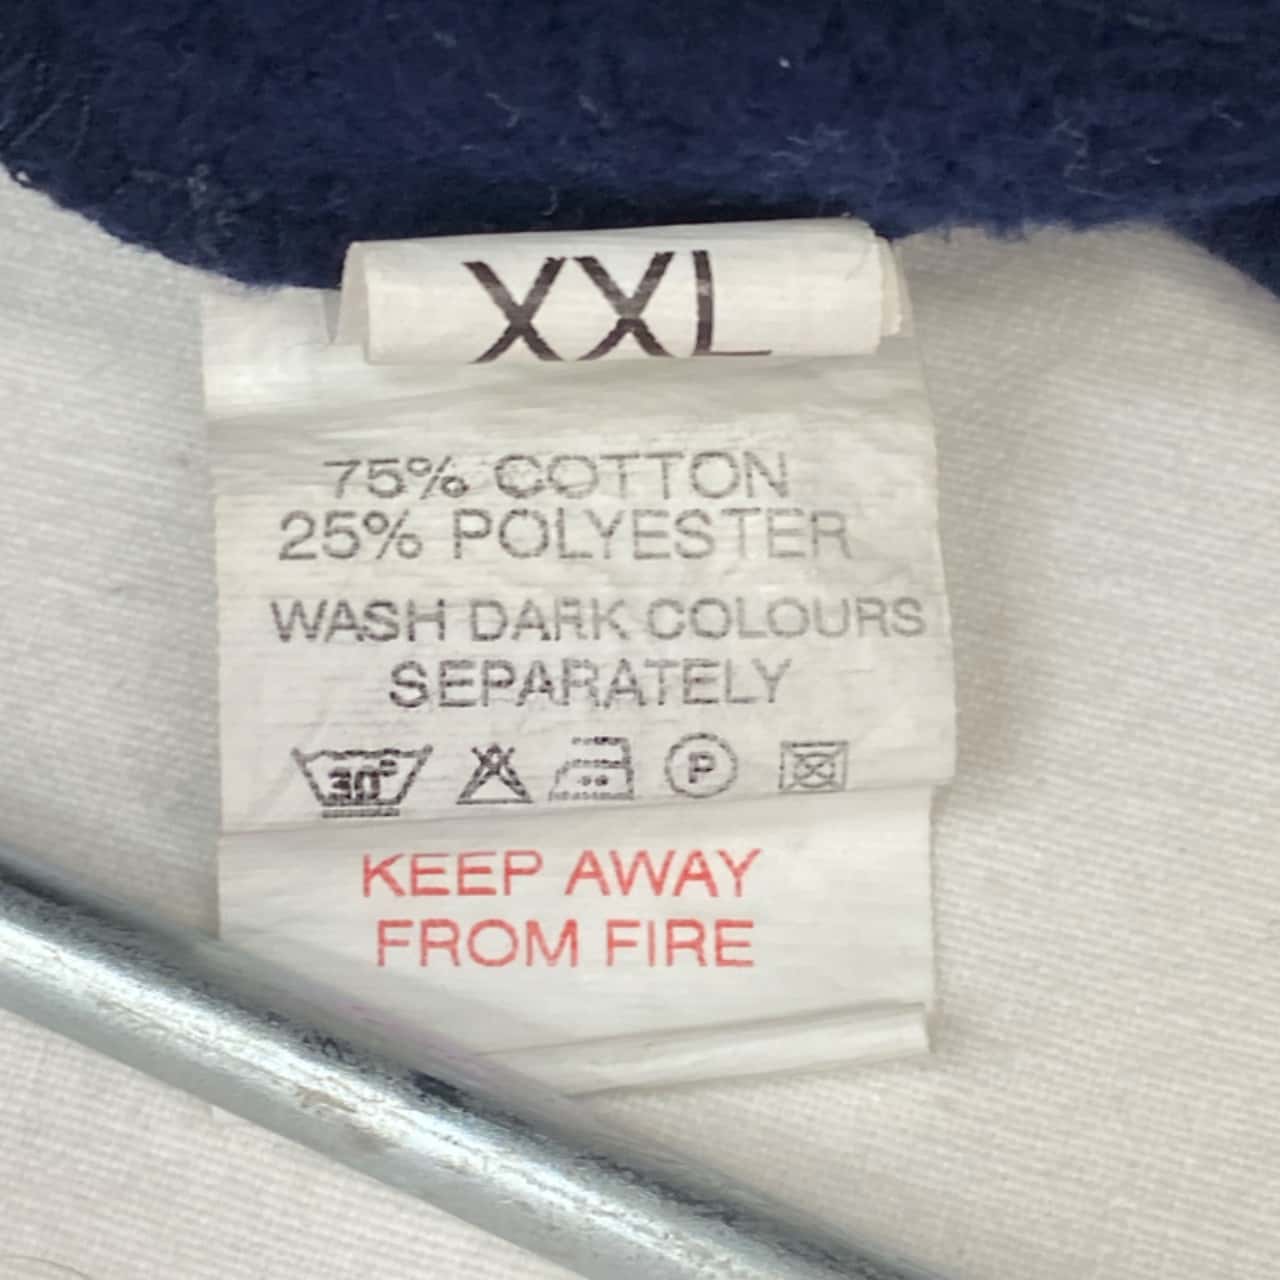 XXL
75% COTTON
25% POLYESTER
WASH DARK COLOURS
SEPARATELY
30° P
KEEP AWAY
FROM FIRE